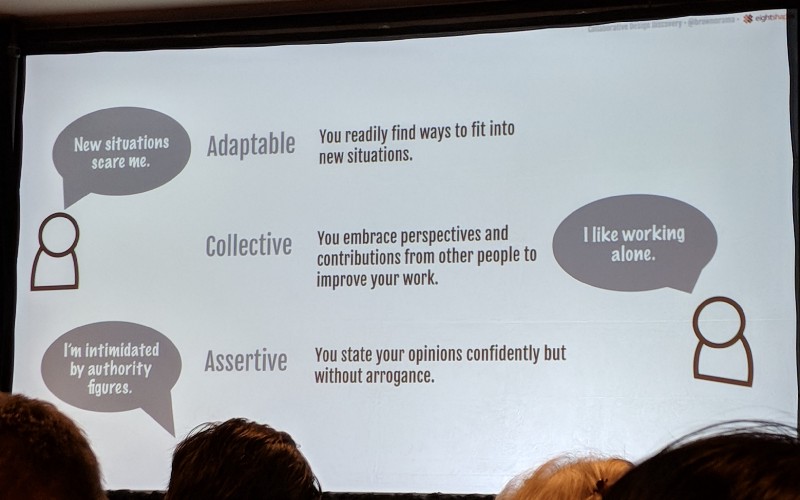 Collaborative Design Discovery • @brownorama •
eightshapes
New situations
scare me.
Adaptable
You readily find ways to fit into
new situations.
Collective
You embrace perspectives and
contributions from other people to
improve your work.
I like working
alone.
I'm intimidated
by authority
figures.
Assertive
You state your opinions confidently but
without arrogance.